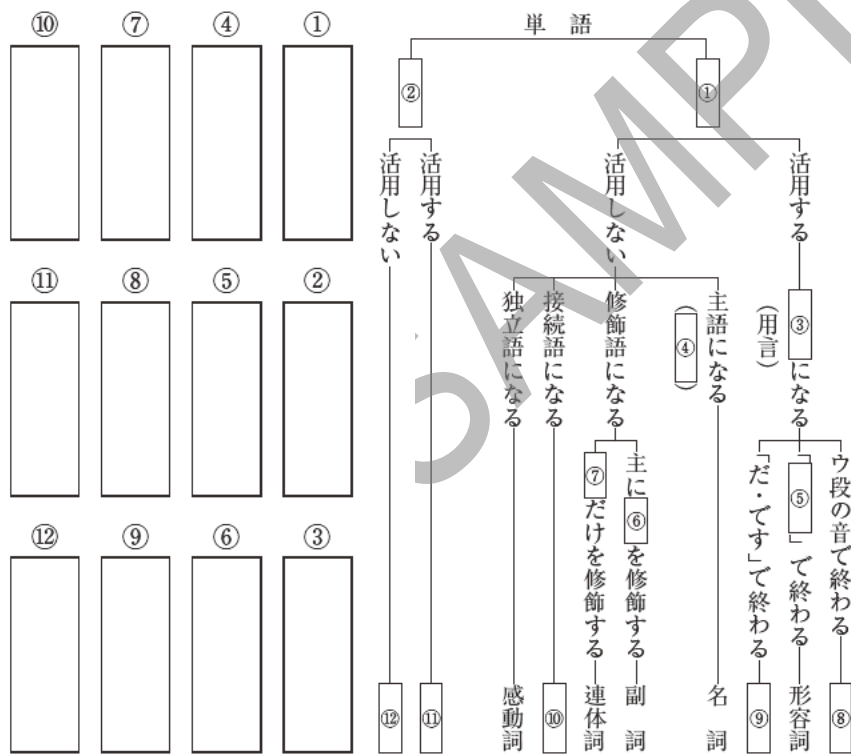 単語
①
②
活用する
③になる
(用言)
ウ段の音で終わる
⑧
「⑤」で終わる
形容詞
「だ・です」で終わる
⑨
活用しない
主語になる
(④)
名詞
修飾語になる
主に⑥を修飾する
副詞
⑦だけを修飾する
連体詞
接続語になる
⑩
独立語になる
感動詞
活用する
⑪
活用しない
⑫
①
②
③
④
⑤
⑥
⑦
⑧
⑨
⑩
⑪
⑫
SAMP